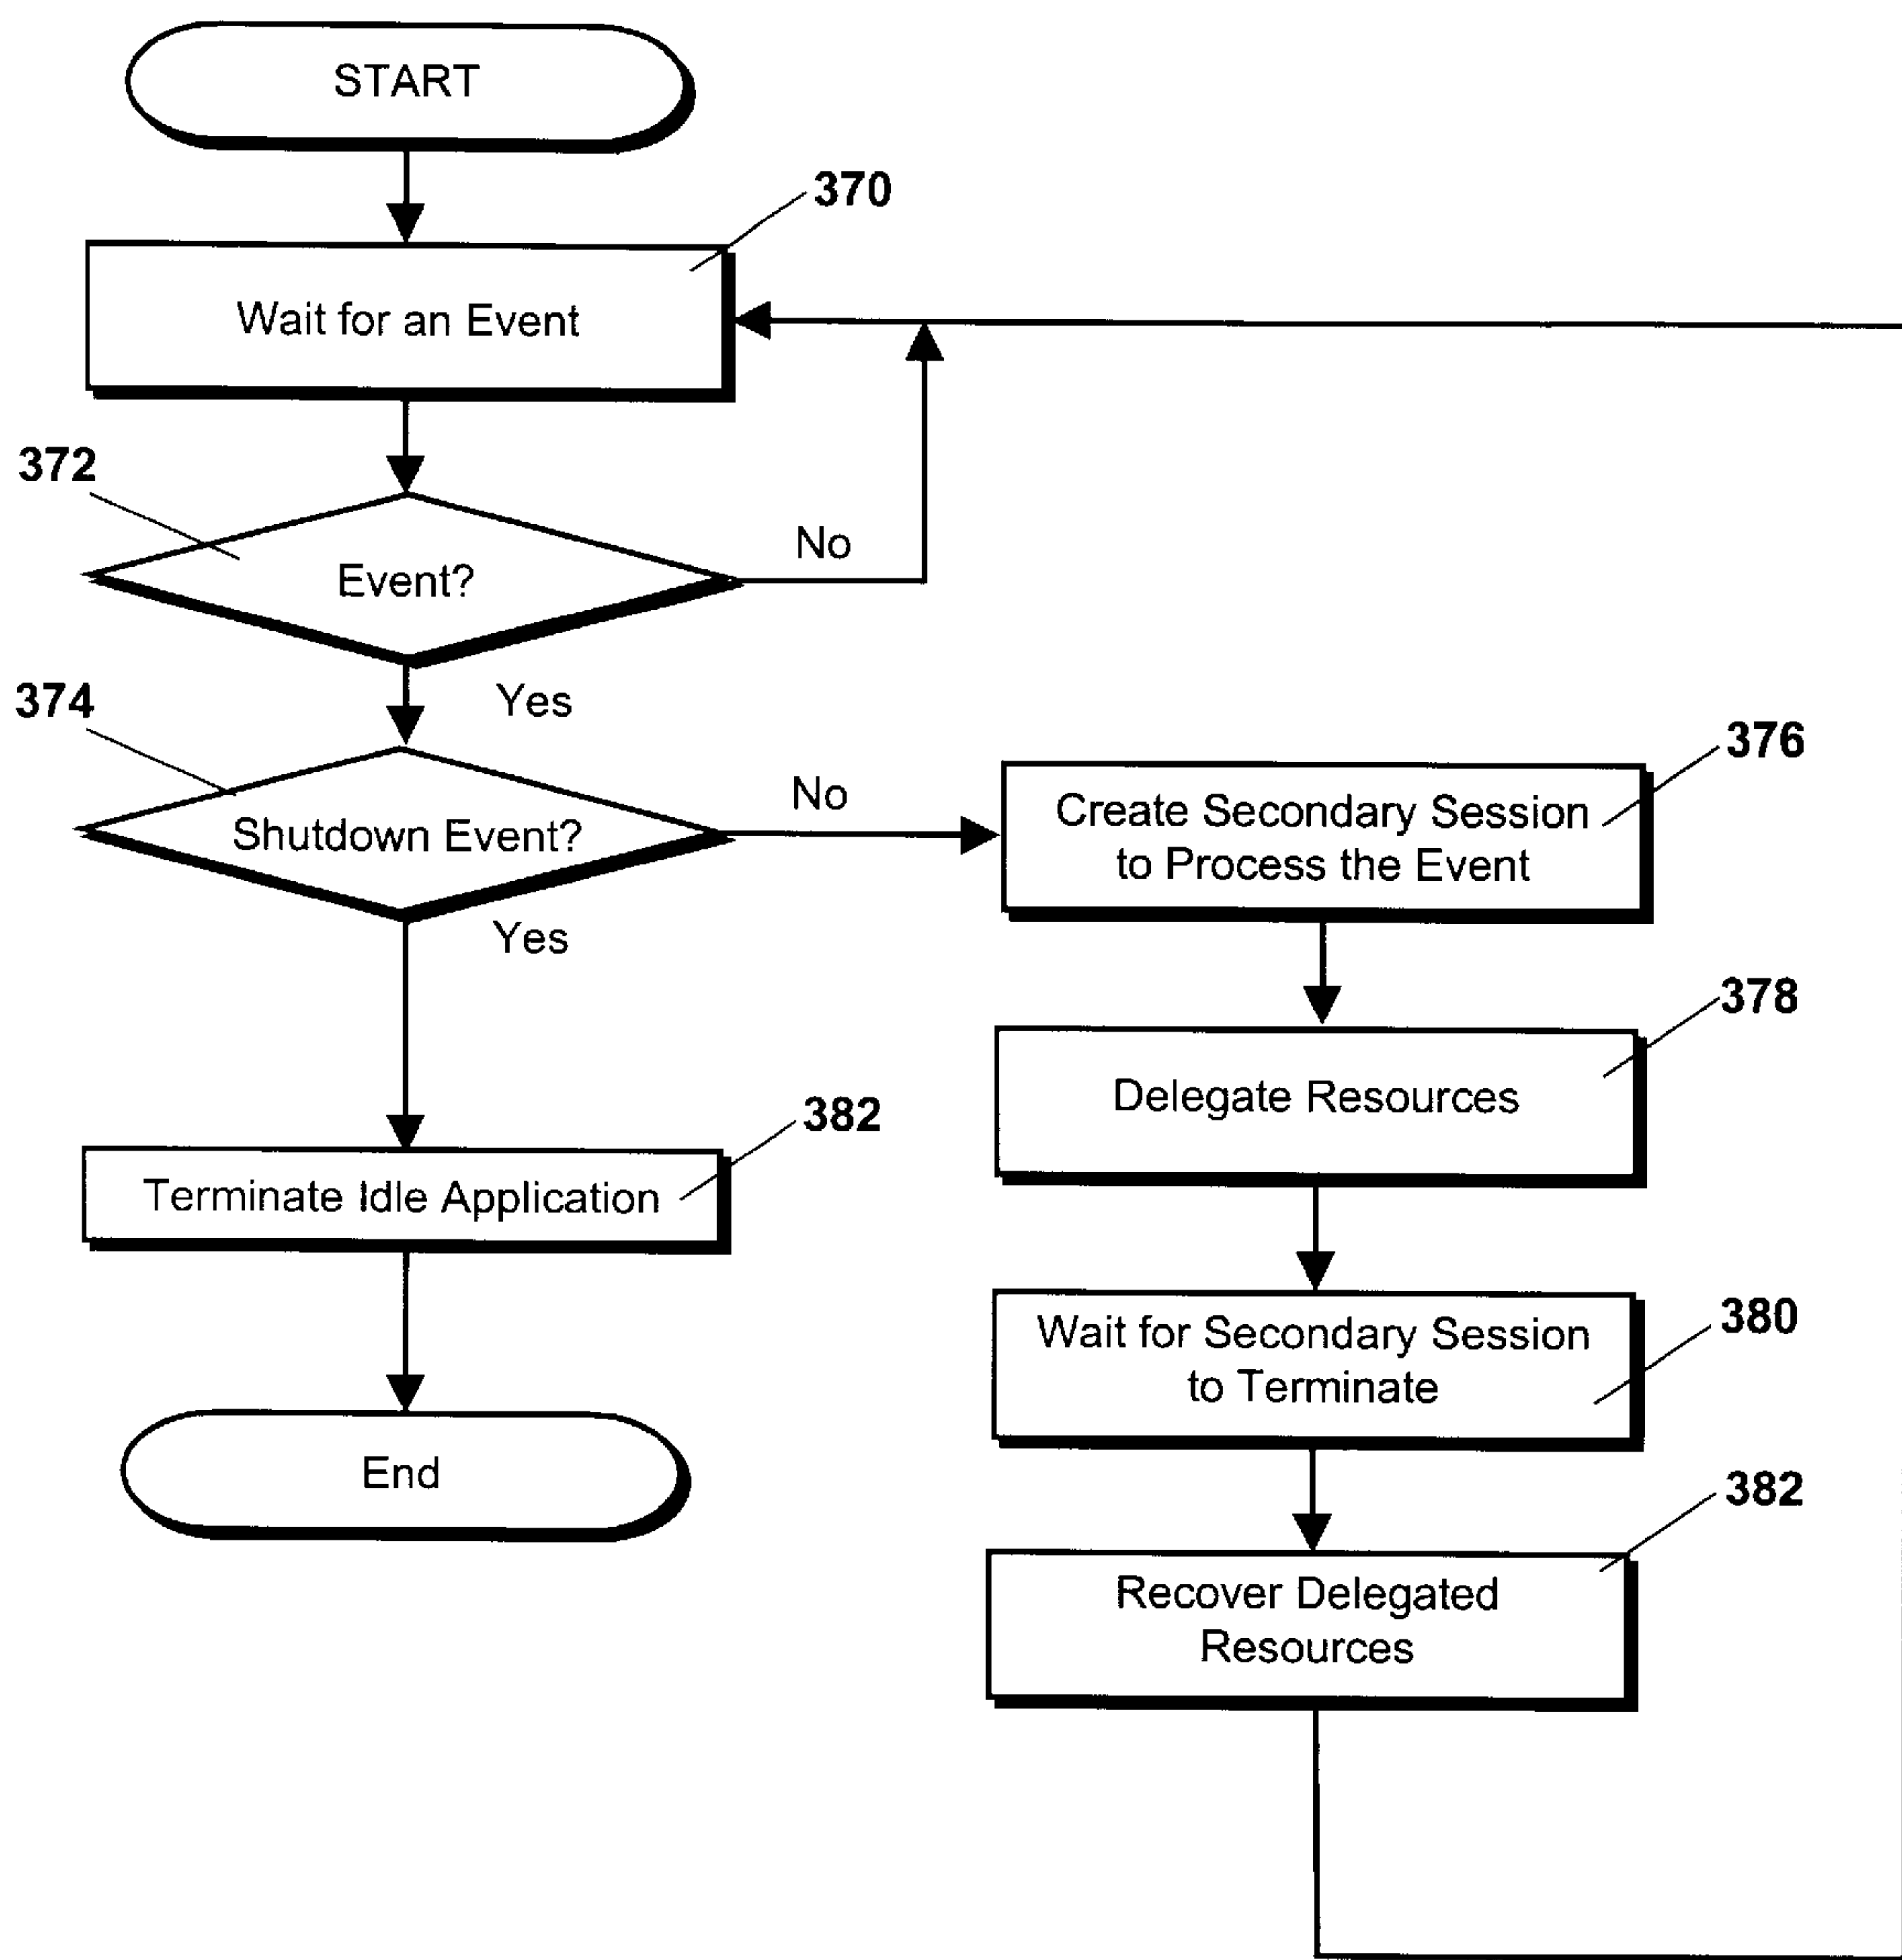 START
370
Wait for an Event
372
Event?
No
Yes
374
Shutdown Event?
No
Yes
376
Create Secondary Session
to Process the Event
378
Delegate Resources
382
Terminate Idle Application
380
Wait for Secondary Session
to Terminate
End
382
Recover Delegated
Resources